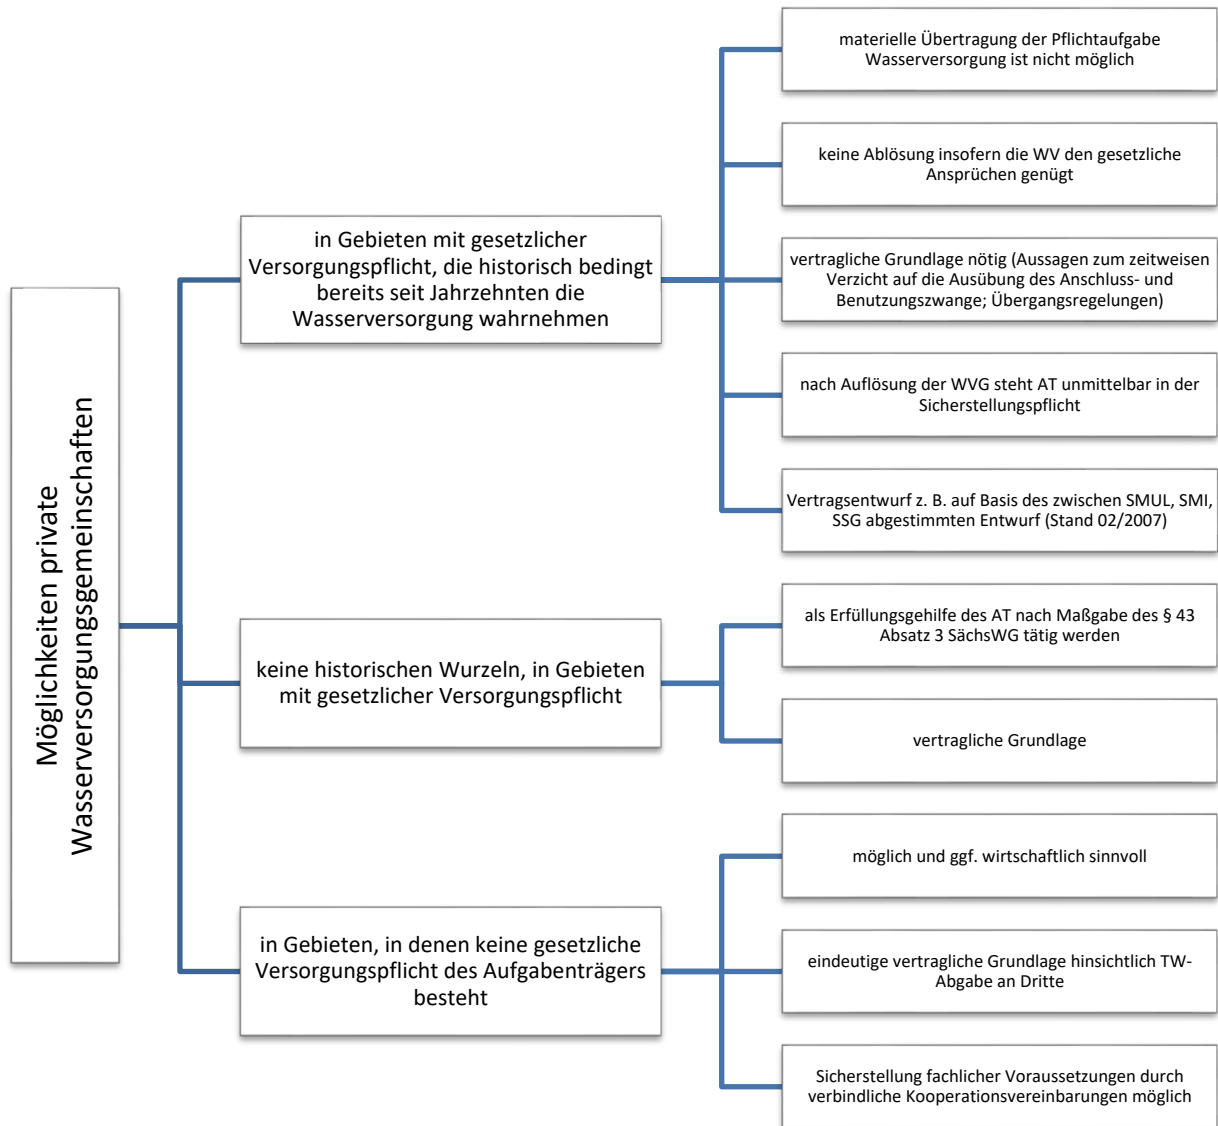 Möglichkeiten private
Wasserversorgungsgemeinschaften
in Gebieten mit gesetzlicher
Versorgungspflicht, die historisch bedingt
bereits seit Jahrzehnten die
Wasserversorgung wahrnehmen
materielle Übertragung der Pflichtaufgabe
Wasserversorgung ist nicht möglich
keine Ablösung insofern die WV den gesetzliche
Ansprüchen genügt
vertragliche Grundlage nötig (Aussagen zum zeitweisen
Verzicht auf die Ausübung des Anschluss- und
Benutzungszwange; Übergangsregelungen)
nach Auflösung der WVG steht AT unmittelbar in der
Sicherstellungspflicht
Vertragsentwurf z. B. auf Basis des zwischen SMUL, SMI,
SSG abgestimmten Entwurf (Stand 02/2007)
keine historischen Wurzeln, in Gebieten
mit gesetzlicher Versorgungspflicht
als Erfüllungsgehilfe des AT nach Maßgabe des § 43
Absatz 3 SächsWG tätig werden
vertragliche Grundlage
in Gebieten, in denen keine gesetzliche
Versorgungspflicht des Aufgabenträgers
besteht
möglich und ggf. wirtschaftlich sinnvoll
eindeutige vertragliche Grundlage hinsichtlich TW-
Abgabe an Dritte
Sicherstellung fachlicher Voraussetzungen durch
verbindliche Kooperationsvereinbarungen möglich